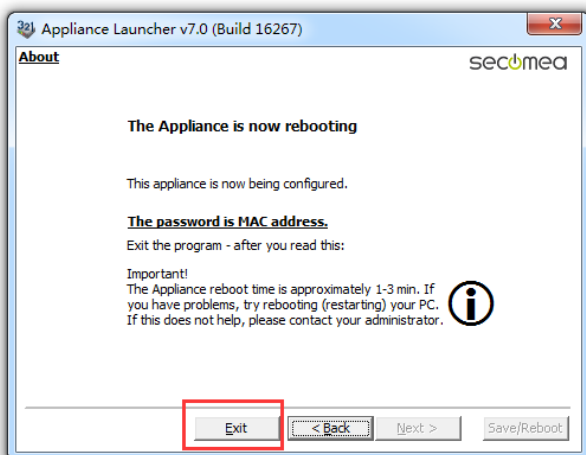 Appliance Launcher v7.0 (Build 16267)
About
secomea
The Appliance is now rebooting
This appliance is now being configured.
The password is MAC address.
Exit the program - after you read this:
Important!
The Appliance reboot time is approximately 1-3 min. If
you have problems, try rebooting (restarting) your PC.
If this does not help, please contact your administrator.
Exit
< Back
Next >
Save/Reboot